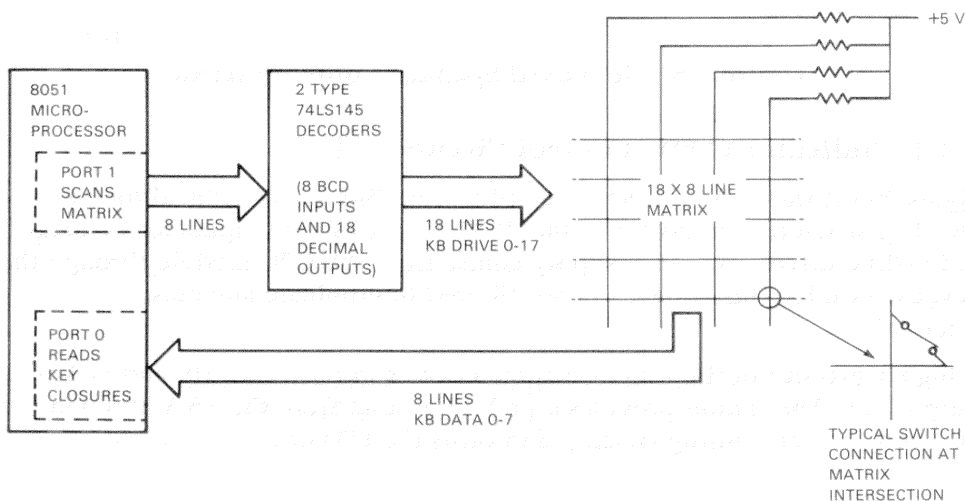 +5 V
8051
MICRO-
PROCESSOR
PORT 1
SCANS
MATRIX
8 LINES
2 TYPE
74LS145
DECODERS
(8 BCD
INPUTS
AND 18
DECIMAL
OUTPUTS)
18 LINES
KB DRIVE 0-17
18 X 8 LINE
MATRIX
PORT 0
READS
KEY
CLOSURES
8 LINES
KB DATA 0-7
TYPICAL SWITCH
CONNECTION AT
MATRIX
INTERSECTION